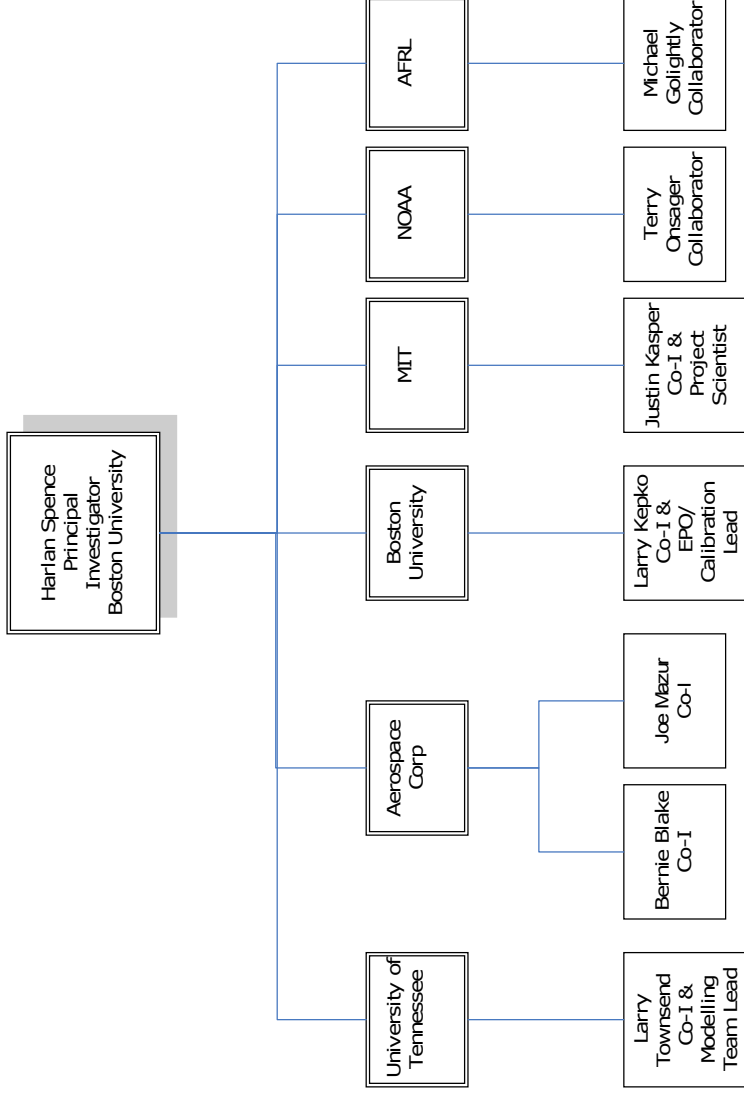 Harlan Spence
Principal
Investigator
Boston University
University of
Tennessee
Aerospace
Corp
Boston
University
MIT
NOAA
AFRL
Larry
Townsend
Co-I &
Modelling
Team Lead
Bernie Blake
Co-I
Joe Mazur
Co-I
Larry Kepko
Co-I &
EPO/
Calibration
Lead
Justin Kasper
Co-I &
Project
Scientist
Terry
Onsager
Collaborator
Michael
Golightly
Collaborator